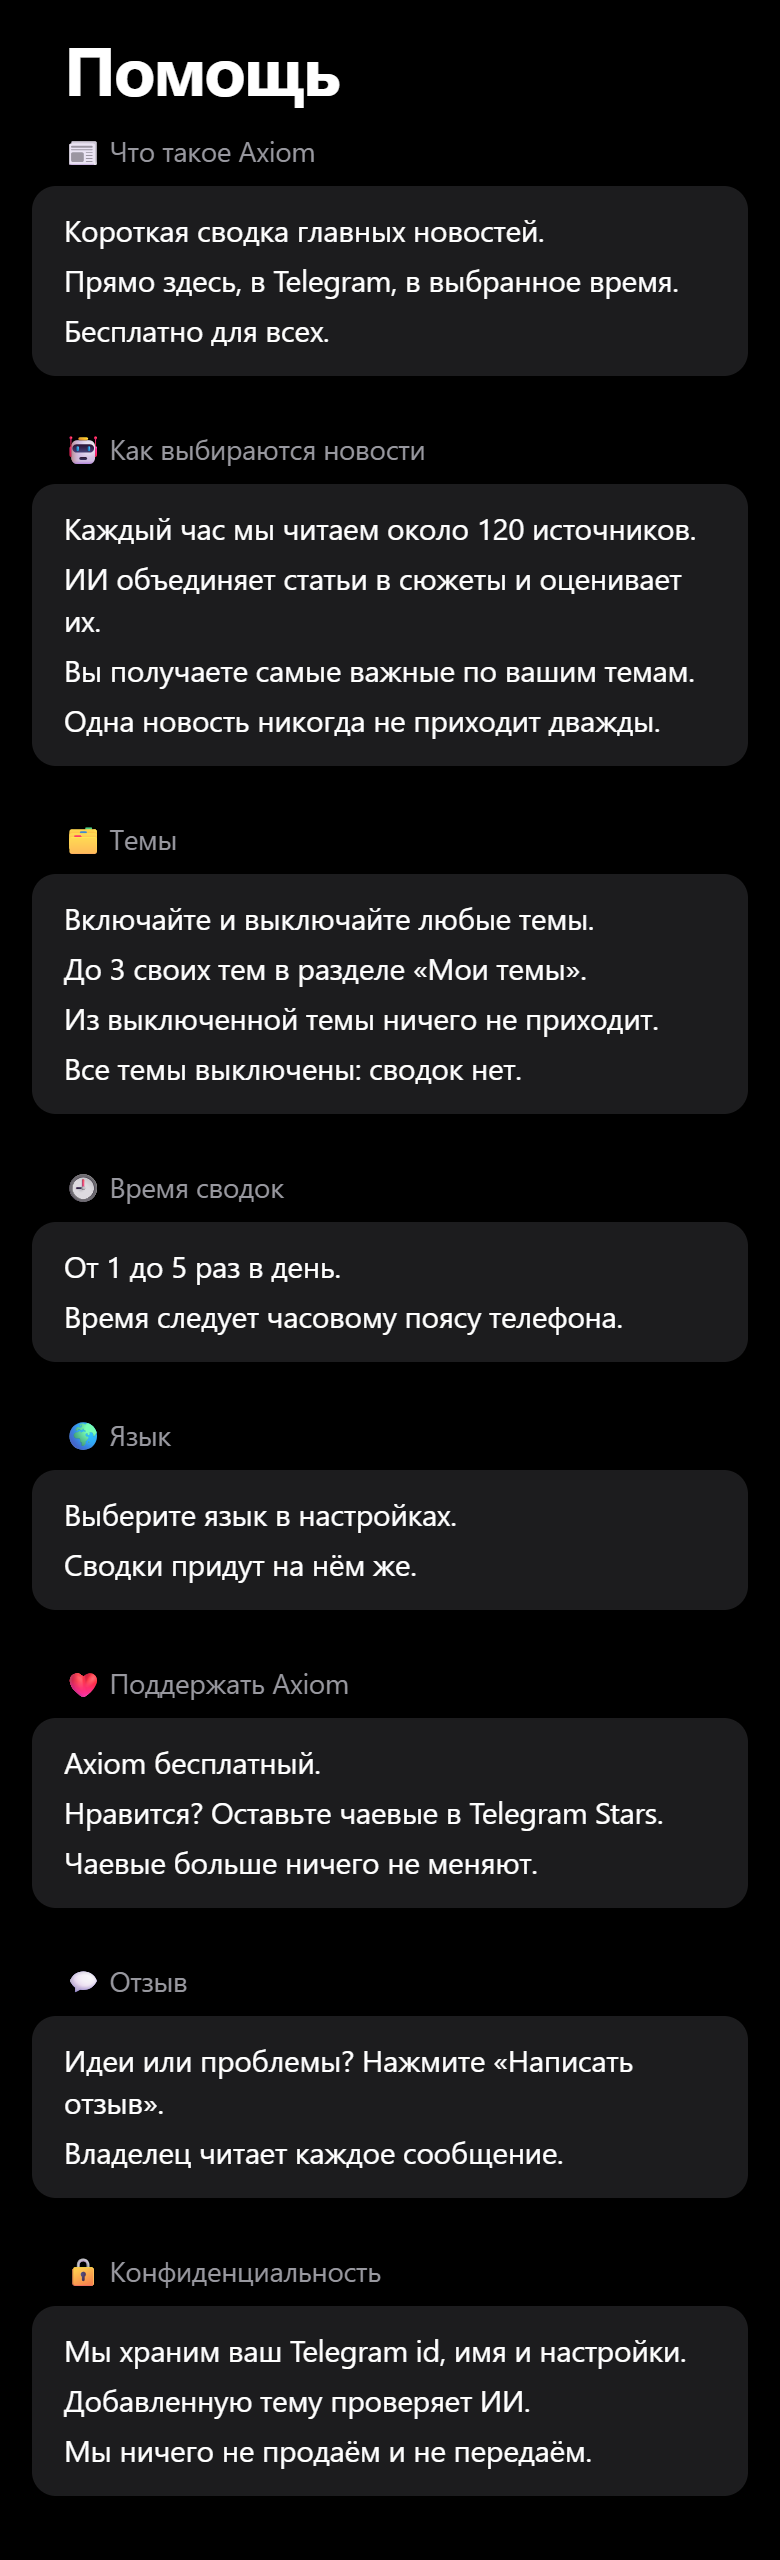 Помощь
Что такое Axiom
Короткая сводка главных новостей.
Прямо здесь, в Telegram, в выбранное время.
Бесплатно для всех.
Как выбираются новости
Каждый час мы читаем около 120 источников.
ИИ объединяет статьи в сюжеты и оценивает
их.
Вы получаете самые важные по вашим темам.
Одна новость никогда не приходит дважды.
Темы
Включайте и выключайте любые темы.
До 3 своих тем в разделе «Мои темы».
Из выключенной темы ничего не приходит.
Все темы выключены: сводок нет.
Время сводок
От 1 до 5 раз в день.
Время следует часовому поясу телефона.
Язык
Выберите язык в настройках.
Сводки придут на нём же.
Поддержать Axiom
Axiom бесплатный.
Нравится? Оставьте чаевые в Telegram Stars.
Чаевые больше ничего не меняют.
Отзыв
Идеи или проблемы? Нажмите «Написать
отзыв».
Владелец читает каждое сообщение.
Конфиденциальность
Мы храним ваш Telegram id, имя и настройки.
Добавленную тему проверяет ИИ.
Мы ничего не продаём и не передаём.